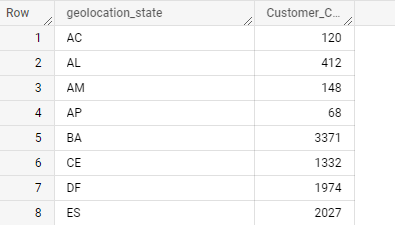 Row geolocation_state Customer_C...
1 AC 120
2 AL 412
3 AM 148
4 AP 68
5 BA 3371
6 CE 1332
7 DF 1974
8 ES 2027